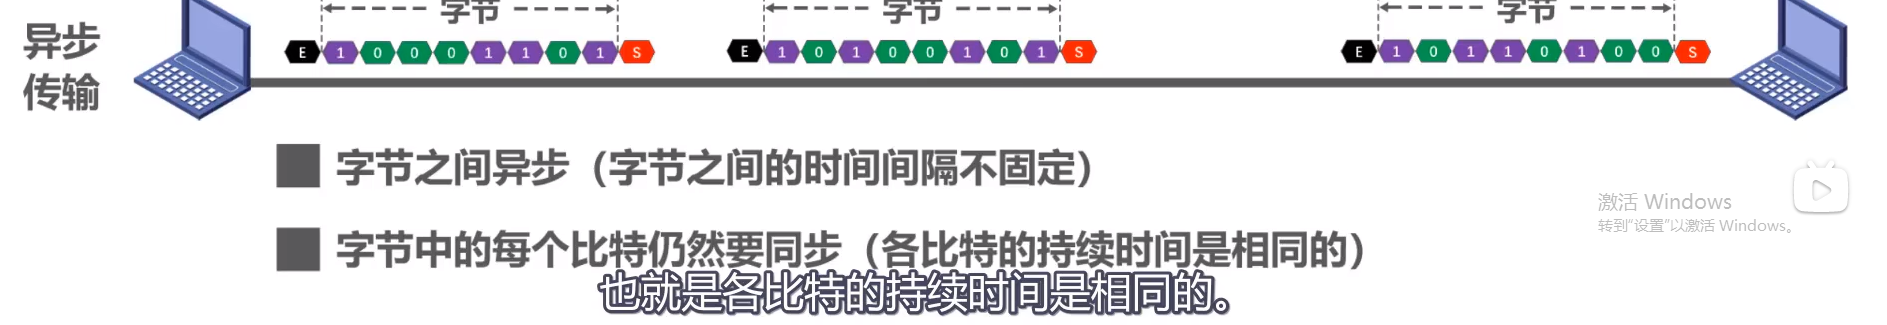 异步
传输
字节 字节 字节
E 1 0 0 0 1 1 0 1 S E 1 0 1 0 0 1 0 1 S E 1 0 1 1 0 1 0 0 S
字节之间异步（字节之间的时间间隔不固定）
激活 Windows
转到“设置”以激活 Windows。
字节中的每个比特仍然要同步（各比特的持续时间是相同的）
也就是各比特的持续时间是相同的。